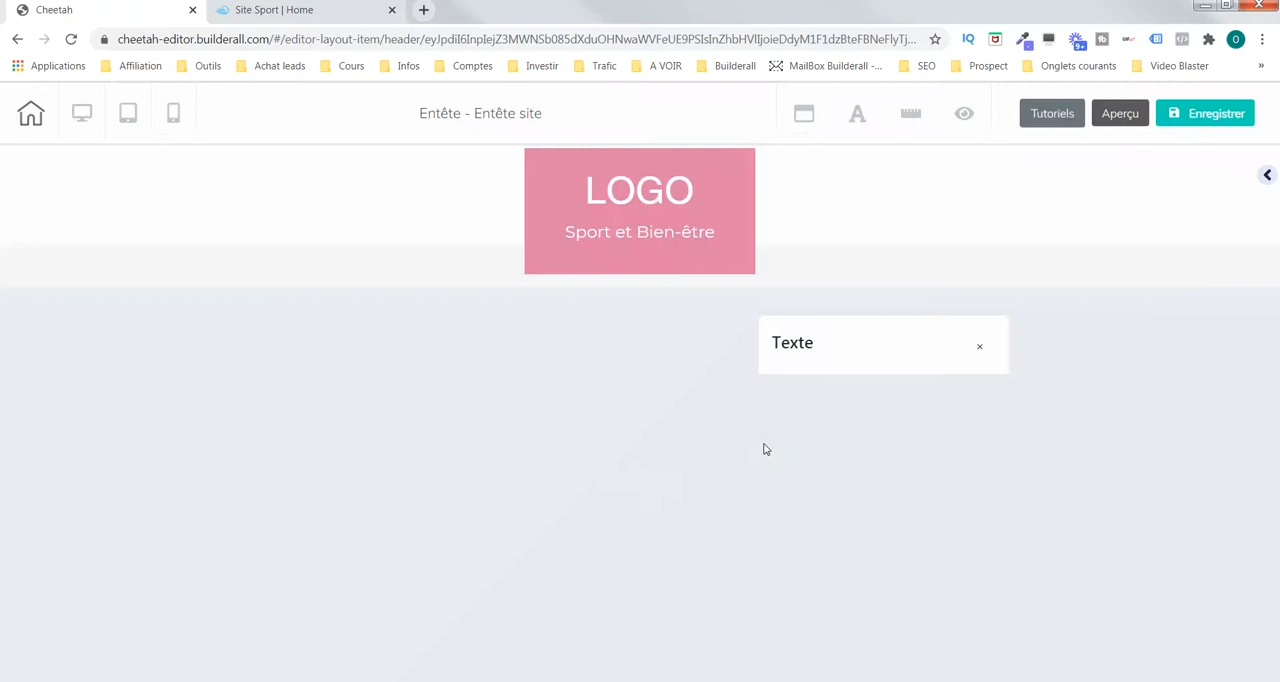 Cheetah
Site Sport | Home
cheetah-editor.builderall.com/#/editor-layout-item/header/
Applications
Affiliation
Outils
Achat leads
Cours
Infos
Comptes
Investir
Trafic
A VOIR
Builderall
MailBox Builderall -...
SEO
Prospect
Onglets courants
Video Blaster
»
Entête - Entête site
Tutoriels
Aperçu
Enregistrer
LOGO
Sport et Bien-être
Texte